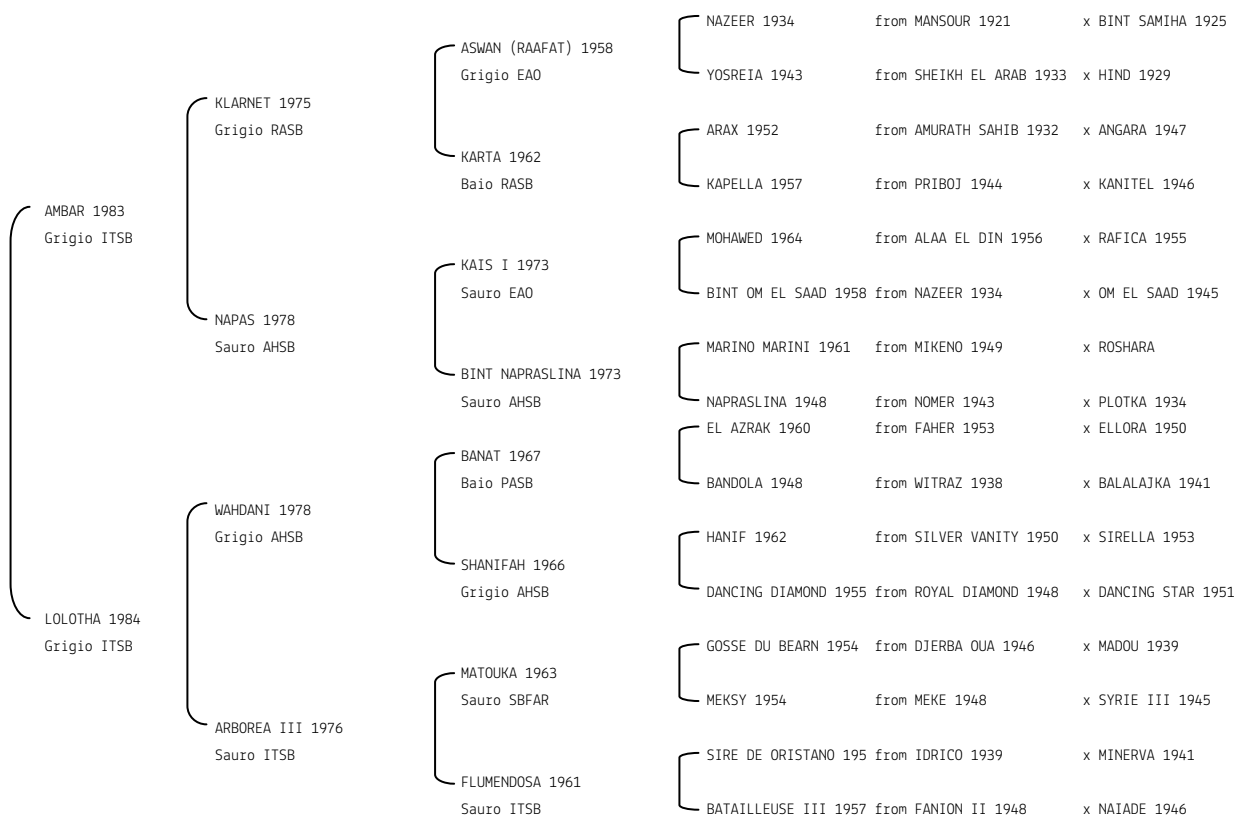 NAZEER 1934 from MANSOUR 1921 x BINT SAMIHA 1925
ASWAN (RAAFAT) 1958
Grigio EAO
YOSREIA 1943 from SHEIKH EL ARAB 1933 x HIND 1929
KLARNET 1975
Grigio RASB
ARAX 1952 from AMURATH SAHIB 1932 x ANGARA 1947
KARTA 1962
Baio RASB
KAPELLA 1957 from PRIBOJ 1944 x KANITEL 1946
AMBAR 1983
Grigio ITSB
MOHAWED 1964 from ALAA EL DIN 1956 x RAFICA 1955
KAIS I 1973
Sauro EAO
BINT OM EL SAAD 1958 from NAZEER 1934 x OM EL SAAD 1945
NAPAS 1978
Sauro AHSB
MARINO MARINI 1961 from MIKENO 1949 x ROSHARA
BINT NAPRASLINA 1973
Sauro AHSB
NAPRASLINA 1948 from NOMER 1943 x PLOTKA 1934
EL AZRAK 1960 from FAHER 1953 x ELLORA 1950
BANAT 1967
Baio PASB
BANDOLA 1948 from WITRAZ 1938 x BALALAJKA 1941
WAHDANI 1978
Grigio AHSB
HANIF 1962 from SILVER VANITY 1950 x SIRELLA 1953
SHANIFAH 1966
Grigio AHSB
DANCING DIAMOND 1955 from ROYAL DIAMOND 1948 x DANCING STAR 1951
LOLOTHA 1984
Grigio ITSB
GOSSE DU BEARN 1954 from DJERBA OUA 1946 x MADOU 1939
MATOUKA 1963
Sauro SBFAR
MEKSY 1954 from MEKE 1948 x SYRIE III 1945
ARBOREA III 1976
Sauro ITSB
SIRE DE ORISTANO 195 from IDRICO 1939 x MINERVA 1941
FLUMENDOSA 1961
Sauro ITSB
BATAILLEUSE III 1957 from FANION II 1948 x NAIADE 1946